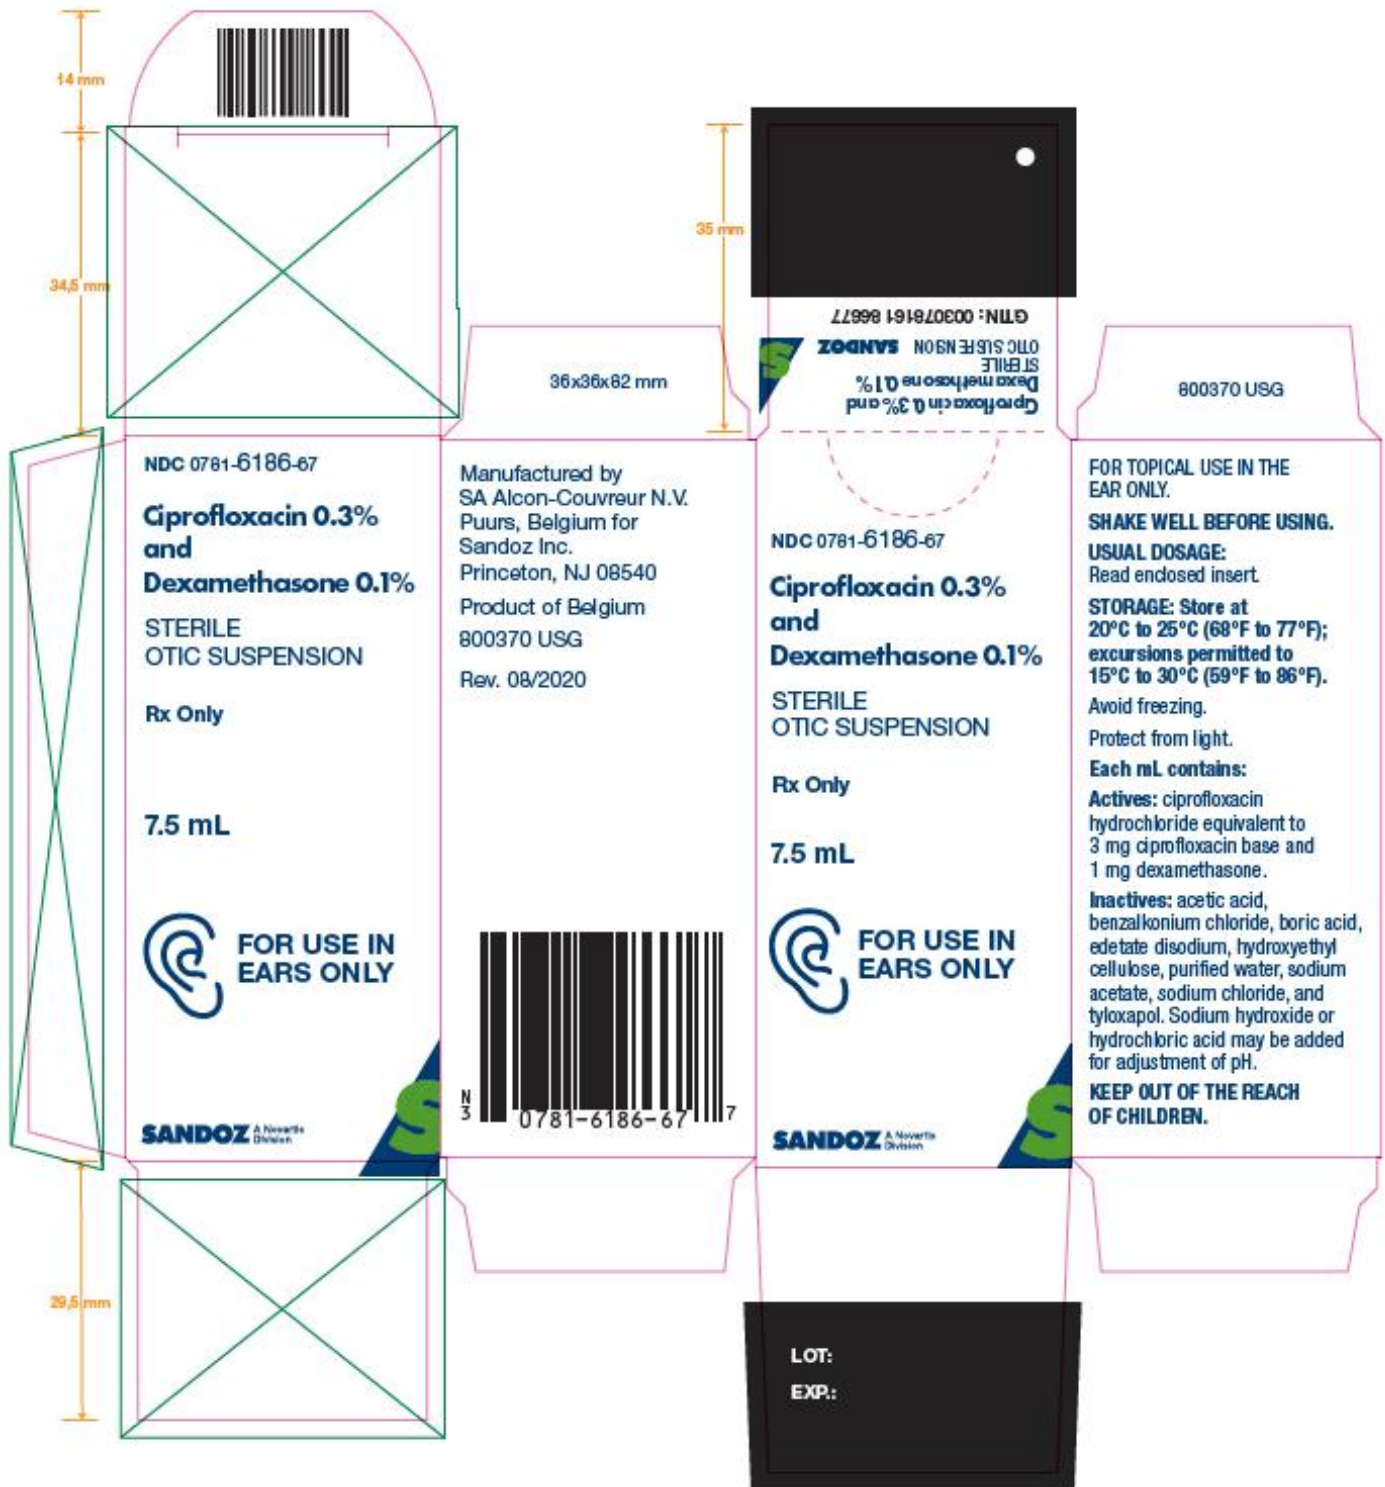 14 mm
34,5 mm
29,5 mm
NDC 0781-6186-67
Ciprofloxacin 0.3%
and
Dexamethasone 0.1%
STERILE
OTIC SUSPENSION
Rx Only
7.5 mL
FOR USE IN
EARS ONLY
S
SANDOZ A Novartis
Division
36x36x82 mm
Manufactured by
SA Alcon-Couvreur N.V.
Puurs, Belgium for
Sandoz Inc.
Princeton, NJ 08540
Product of Belgium
800370 USG
Rev. 08/2020
N
3
0781-6186-67
7
35 mm
Ciprofloxacin 0.3% and
Dexamethasone 0.1%
STERILE
OTIC SUSPENSION SANDOZ
S
GTIN: 003078161 86677
NDC 0781-6186-67
Ciprofloxacin 0.3%
and
Dexamethasone 0.1%
STERILE
OTIC SUSPENSION
Rx Only
7.5 mL
FOR USE IN
EARS ONLY
S
SANDOZ A Novartis
Division
LOT:
EXP.:
800370 USG
FOR TOPICAL USE IN THE
EAR ONLY.
SHAKE WELL BEFORE USING.
USUAL DOSAGE:
Read enclosed insert.
STORAGE: Store at
20°C to 25°C (68°F to 77°F);
excursions permitted to
15°C to 30°C (59°F to 86°F).
Avoid freezing.
Protect from light.
Each mL contains:
Actives: ciprofloxacin
hydrochloride equivalent to
3 mg ciprofloxacin base and
1 mg dexamethasone.
Inactives: acetic acid,
benzalkonium chloride, boric acid,
edetate disodium, hydroxyethyl
cellulose, purified water, sodium
acetate, sodium chloride, and
tyloxapol. Sodium hydroxide or
hydrochloric acid may be added
for adjustment of pH.
KEEP OUT OF THE REACH
OF CHILDREN.